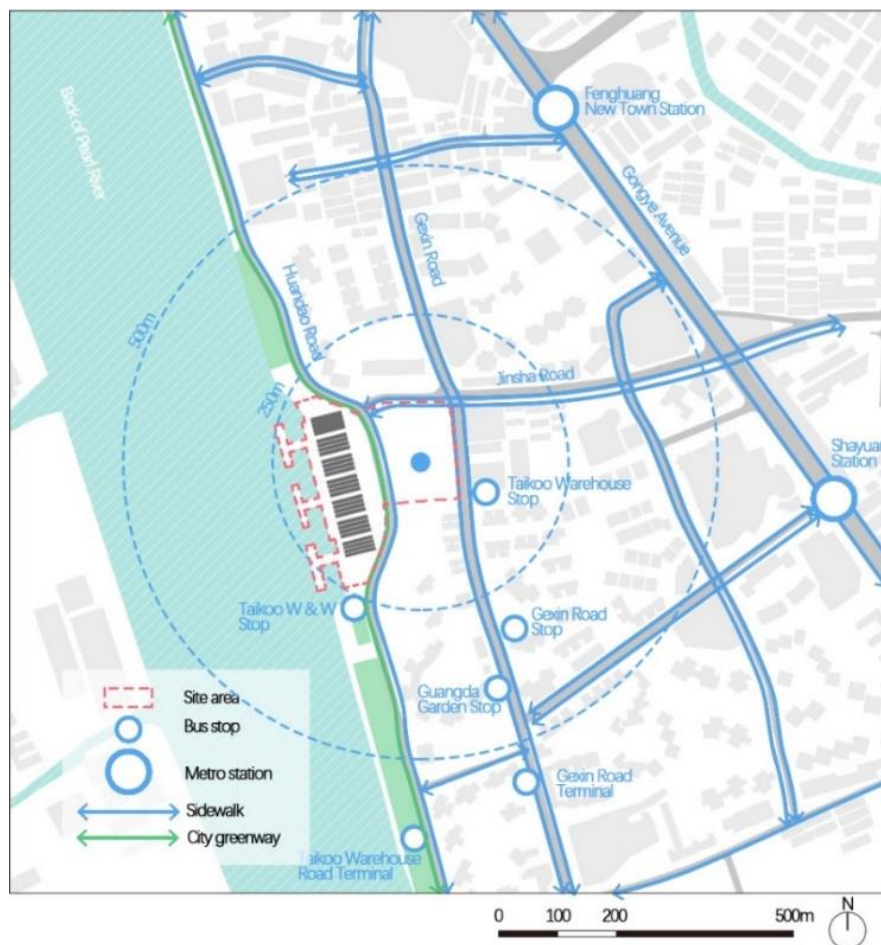 Fenghuang
New Town Station
Back of Pearl River
Gongye Avenue
Gexin Road
Huandao Road
500m
250m
Jinsha Road
Shayuan
Station
Taikoo Warehouse
Stop
Taikoo W & W
Stop
Gexin Road
Stop
Guangda
Garden Stop
Gexin Road
Terminal
Taikoo Warehouse
Road Terminal
Site area
Bus stop
Metro station
Sidewalk
City greenway
0 100 200 500m
N